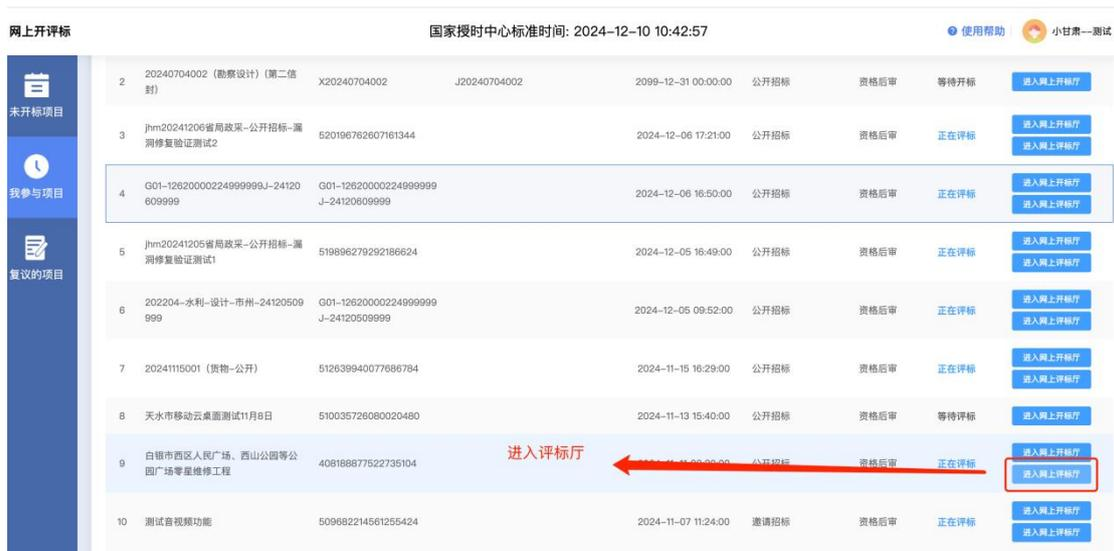 网上开评标
国家授时中心标准时间: 2024-12-10 10:42:57
使用帮助
小甘肃--测试
未开标项目
我参与项目
复议的项目
2 20240704002（勘察设计）(第二信 X20240704002 J20240704002 2099-12-31 00:00:00 公开招标 资格后审 等待开标 进入网上开标厅
封)
3 jhm20241206省局政采-公开招标-漏 520196762607161344 2024-12-06 17:21:00 公开招标 资格后审 正在评标 进入网上开标厅
洞修复验证测试2 进入网上评标厅
4 G01-12620000224999999J-24120 G01-12620000224999999 2024-12-06 16:50:00 公开招标 资格后审 正在评标 进入网上开标厅
609999 J-24120609999 进入网上评标厅
5 jhm20241205省局政采-公开招标-漏 519896279292186624 2024-12-05 16:49:00 公开招标 资格后审 正在评标 进入网上开标厅
洞修复验证测试1 进入网上评标厅
6 202204-水利-设计-市州-24120509 G01-12620000224999999 2024-12-05 09:52:00 公开招标 资格后审 正在评标 进入网上开标厅
999 J-24120509999 进入网上评标厅
7 20241115001（货物-公开） 512639940077686784 2024-11-15 16:29:00 公开招标 资格后审 正在评标 进入网上开标厅
进入网上评标厅
8 天水市移动云桌面测试11月8日 510035726080020480 2024-11-13 15:40:00 公开招标 资格后审 等待评标 进入网上开标厅
9 白银市西区人民广场、西山公园等公 408188877522735104 进入评标厅 公开招标 资格后审 正在评标 进入网上开标厅
园广场零星维修工程 进入网上评标厅
10 测试音视频功能 509682214561255424 2024-11-07 11:24:00 邀请招标 资格后审 正在评标 进入网上开标厅
进入网上评标厅